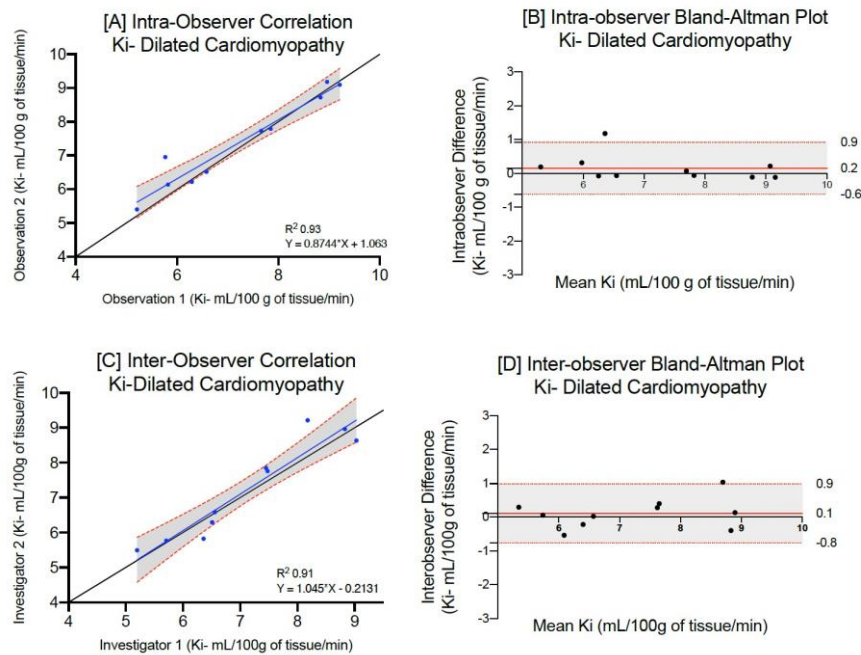 [A] Intra-Observer Correlation
Ki- Dilated Cardiomyopathy
Observation 2 (Ki- mL/100 g of tissue/min)
10
9
8
7
6
5
4
4 6 8 10
R² 0.93
Y = 0.8744*X + 1.063
Observation 1 (Ki- mL/100 g of tissue/min)
[B] Intra-observer Bland-Altman Plot
Ki- Dilated Cardiomyopathy
Intraobserver Difference
(Ki- mL/100 g of tissue/min)
3
2
1
0
-1
-2
-3
6 7 8 9 10
0.9
0.2
-0.6
Mean Ki (mL/100 g of tissue/min)
[C] Inter-Observer Correlation
Ki-Dilated Cardiomyopathy
Investigator 2 (Ki- mL/100g of tissue/min)
10
9
8
7
6
5
4
4 5 6 7 8 9
R² 0.91
Y = 1.045*X - 0.2131
Investigator 1 (Ki- mL/100g of tissue/min)
[D] Inter-observer Bland-Altman Plot
Ki- Dilated Cardiomyopathy
Interobserver Difference
(Ki- mL/100g of tissue/min)
3
2
1
0
-1
-2
-3
6 7 8 9 10
0.9
0.1
-0.8
Mean Ki (mL/100g of tissue/min)